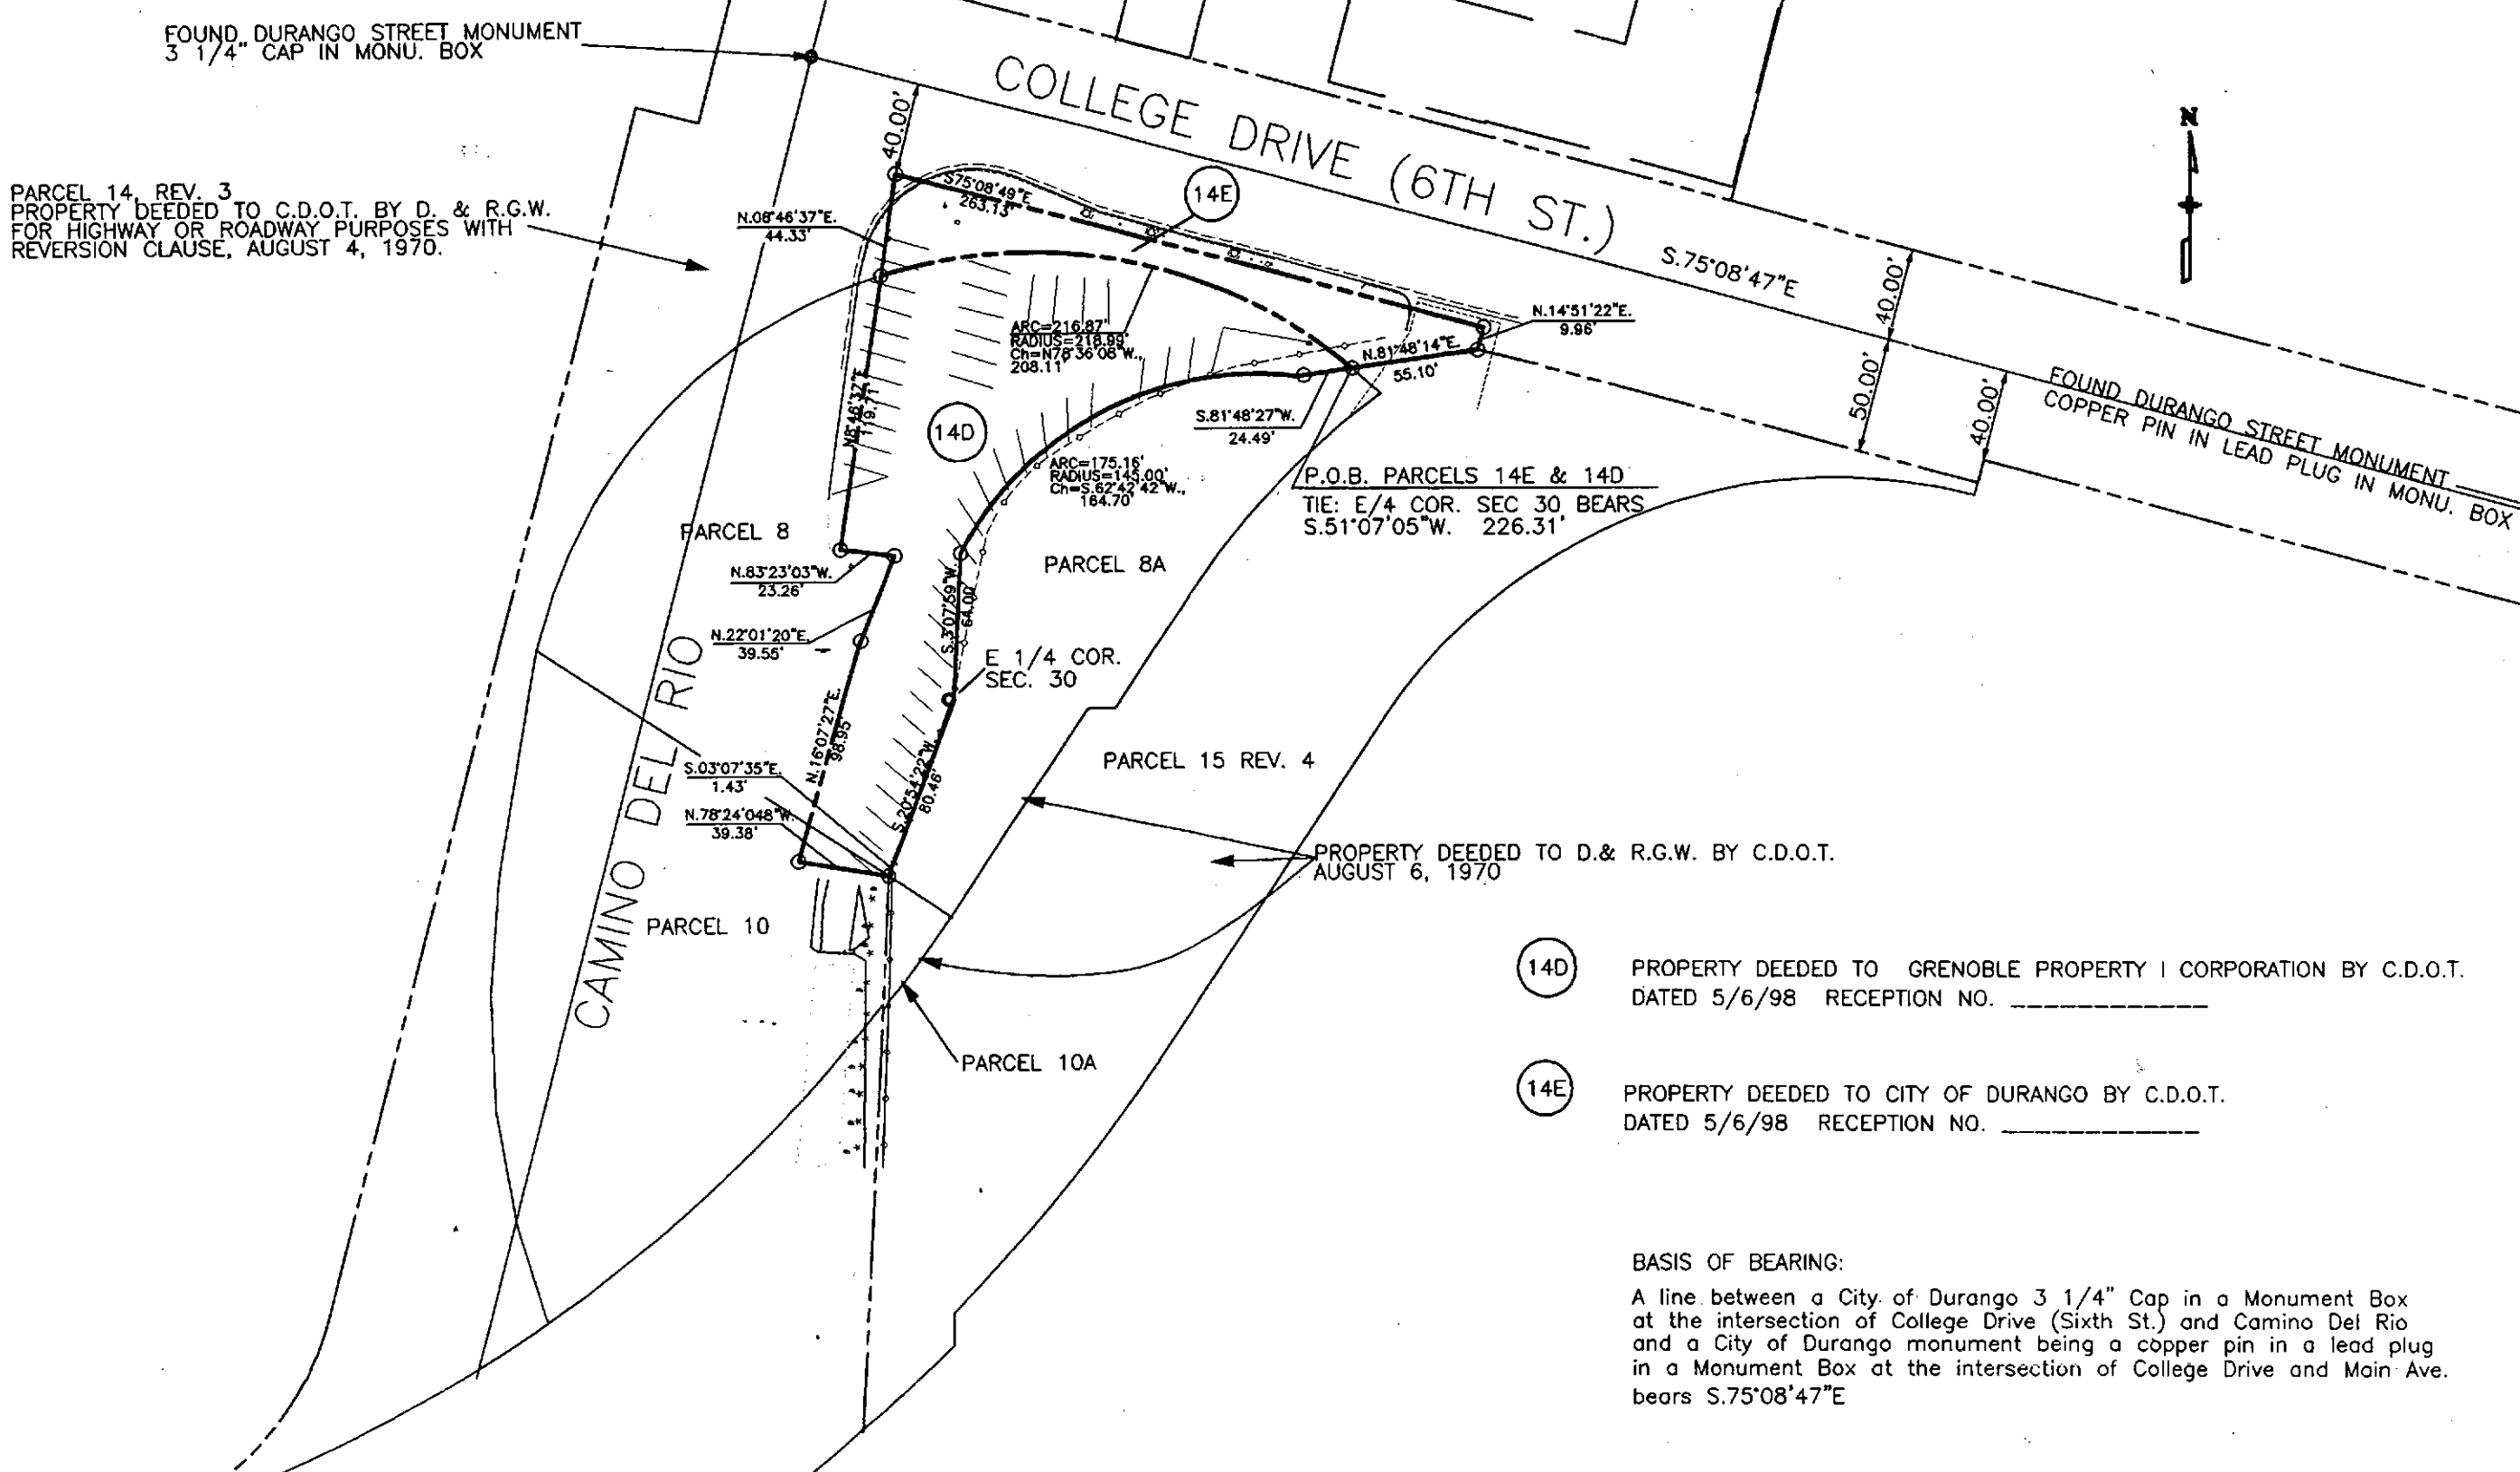 FOUND DURANGO STREET MONUMENT
3 1/4" CAP IN MONU. BOX
COLLEGE DRIVE (6TH ST.)
N
40.00'
PARCEL 14, REV. 3
PROPERTY DEEDED TO C.D.O.T. BY D. & R.G.W.
FOR HIGHWAY OR ROADWAY PURPOSES WITH
REVERSION CLAUSE, AUGUST 4, 1970.
S75°08'49"E
263.13'
14E
N.08°46'37"E.
44.33'
S.75°08'47"E
40.00'
50.00'
40.00'
N.14°51'22"E.
9.96'
ARC=216.87'
RADIUS=218.99'
Ch=N78°36'08"W.,
208.11'
N.81°48'14"E.
55.10'
FOUND DURANGO STREET MONUMENT
COPPER PIN IN LEAD PLUG IN MONU. BOX
N8°46'37"E
119.71'
14D
S.81°48'27"W.
24.49'
ARC=175.16'
RADIUS=145.00'
Ch=S.62°42'42"W.,
164.70'
P.O.B. PARCELS 14E & 14D
TIE: E/4 COR. SEC 30 BEARS
S.51°07'05"W. 226.31'
PARCEL 8
PARCEL 8A
N.83°23'03"W.
23.26'
S.3°07'59"W.
64.00'
N.22°01'20"E.
39.55'
E 1/4 COR.
SEC. 30
CAMINO DEL RIO
N.16°07'27"E.
98.95'
S.20°54'22"W.
80.46'
PARCEL 15 REV. 4
S.03°07'35"E.
1.43'
N.78°24'048"W.
39.38'
PROPERTY DEEDED TO D.& R.G.W. BY C.D.O.T.
AUGUST 6, 1970
PARCEL 10
PARCEL 10A
14D
PROPERTY DEEDED TO GRENOBLE PROPERTY I CORPORATION BY C.D.O.T.
DATED 5/6/98 RECEPTION NO. _____________
14E
PROPERTY DEEDED TO CITY OF DURANGO BY C.D.O.T.
DATED 5/6/98 RECEPTION NO. _____________
BASIS OF BEARING:
A line between a City of Durango 3 1/4" Cap in a Monument Box
at the intersection of College Drive (Sixth St.) and Camino Del Rio
and a City of Durango monument being a copper pin in a lead plug
in a Monument Box at the intersection of College Drive and Main Ave.
bears S.75°08'47"E